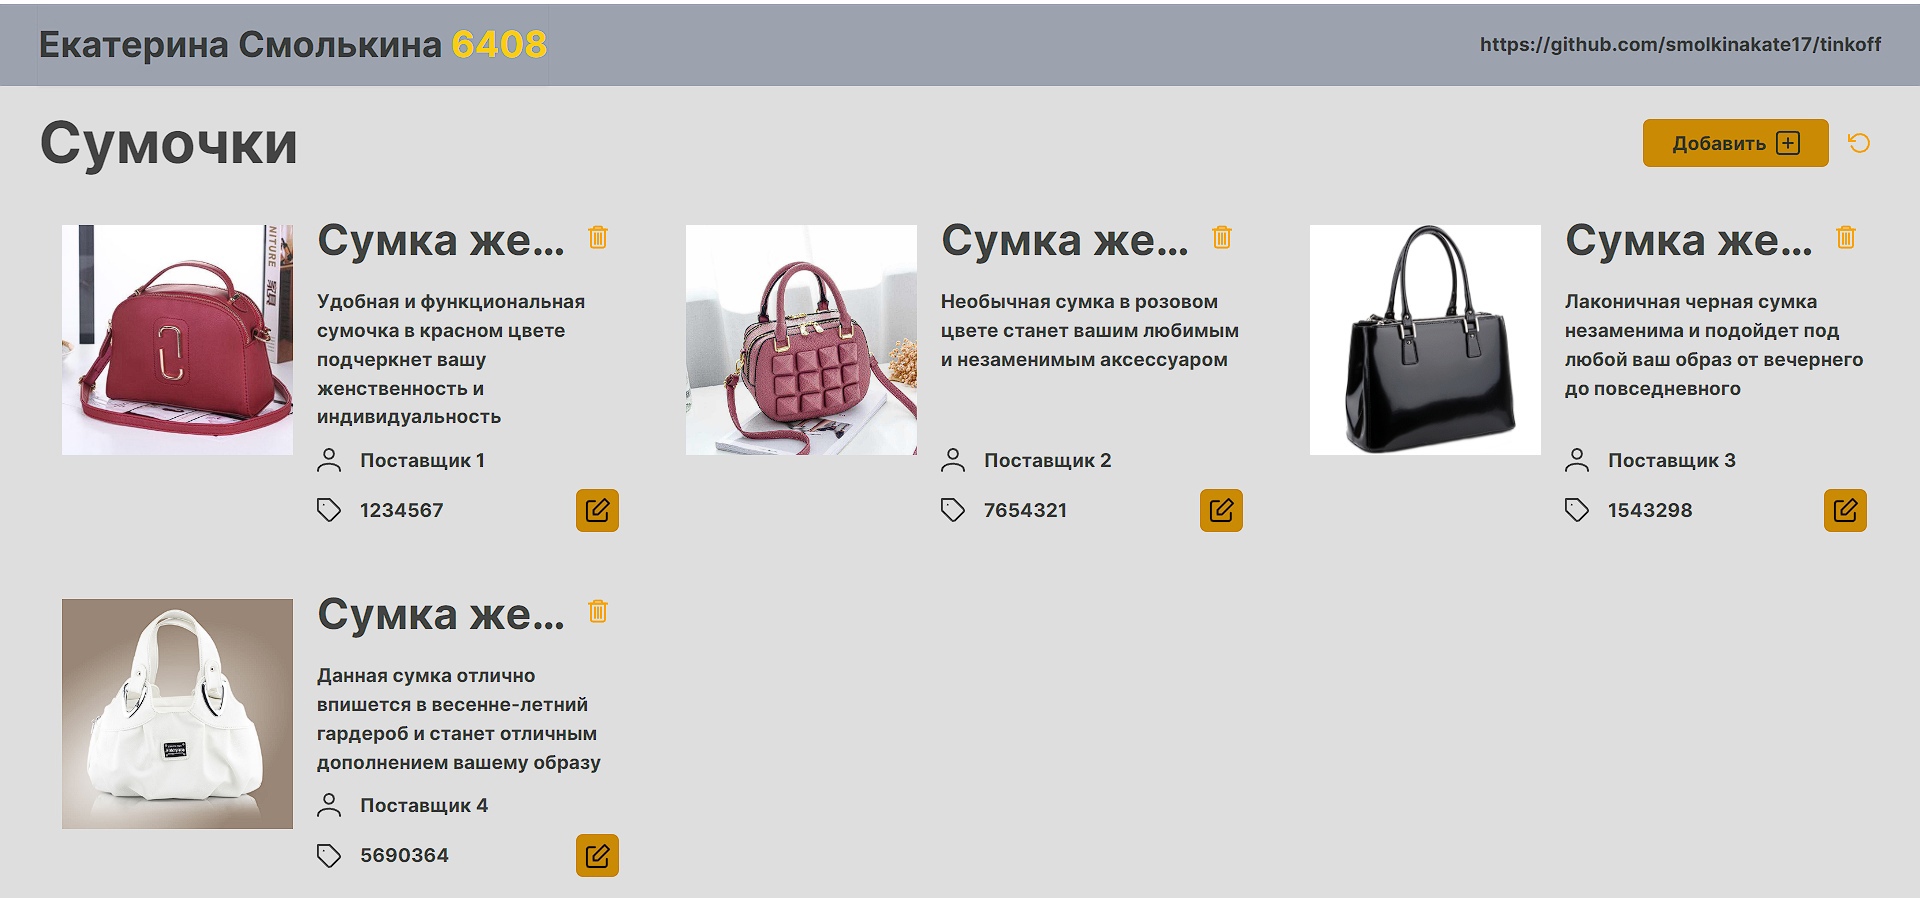 Екатерина Смолькина 6408
https://github.com/smolkinakate17/tinkoff
Сумочки
Добавить
NITURE
Сумка же...
Удобная и функциональная
сумочка в красном цвете
подчеркнет вашу
женственность и
индивидуальность
Поставщик 1
1234567
Сумка же...
Необычная сумка в розовом
цвете станет вашим любимым
и незаменимым аксессуаром
Поставщик 2
7654321
Сумка же...
Лаконичная черная сумка
незаменима и подойдет под
любой ваш образ от вечернего
до повседневного
Поставщик 3
1543298
Сумка же...
Данная сумка отлично
впишется в весенне-летний
гардероб и станет отличным
дополнением вашему образу
Поставщик 4
5690364